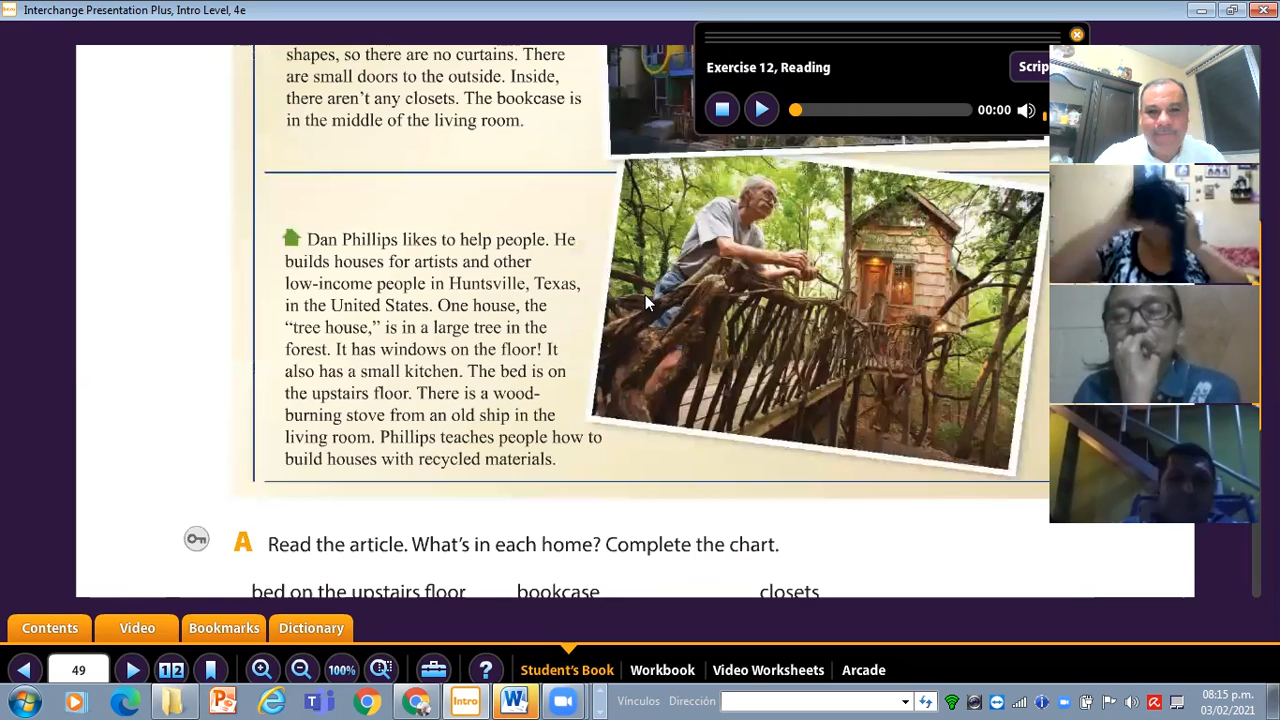 Interchange Presentation Plus, Intro Level, 4e
shapes, so there are no curtains. There
are small doors to the outside. Inside,
there aren't any closets. The bookcase is
in the middle of the living room.
Exercise 12, Reading
Scrip
00:00
Dan Phillips likes to help people. He
builds houses for artists and other
low-income people in Huntsville, Texas,
in the United States. One house, the
“tree house,” is in a large tree in the
forest. It has windows on the floor! It
also has a small kitchen. The bed is on
the upstairs floor. There is a wood-
burning stove from an old ship in the
living room. Phillips teaches people how to
build houses with recycled materials.
A Read the article. What's in each home? Complete the chart.
bed on the upstairs floor bookcase closets
Contents Video Bookmarks Dictionary
49 12 100% ? Student's Book Workbook Video Worksheets Arcade
Intro Vínculos Dirección 08:15 p.m.
03/02/2021